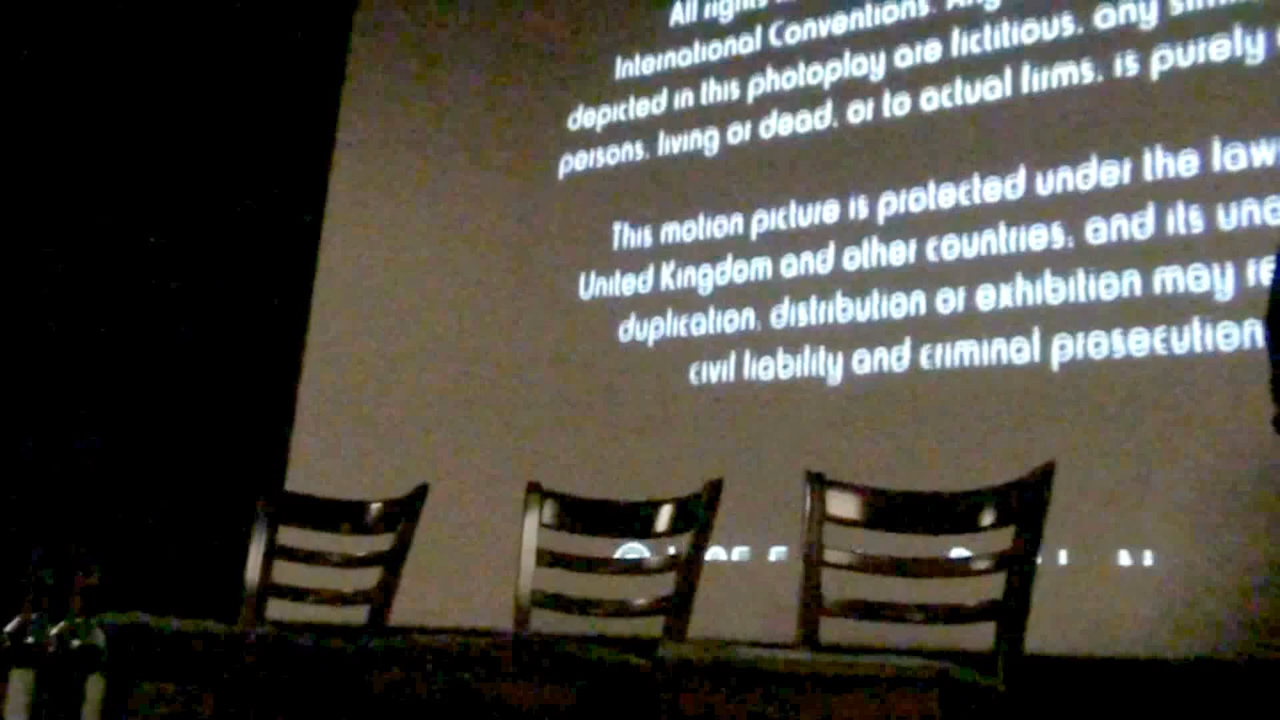 All rights
International Conventions.
depicted in this photoplay are fictitious, any
persons, living or dead, or to actual firms, is purely
This motion picture is protected under the law
United Kingdom and other countries, and its
duplication, distribution or exhibition may
civil liability and criminal prosecution